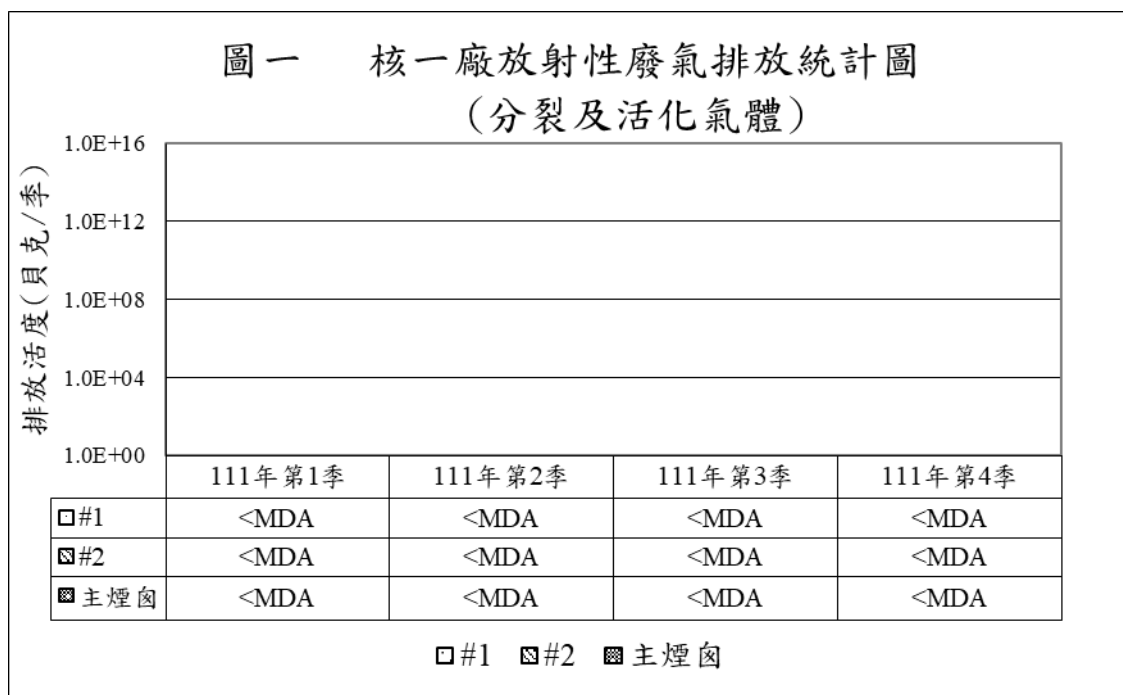 圖一 核一廠放射性廢氣排放統計圖
(分裂及活化氣體)
排放活度(貝克/季)
1.0E+16
1.0E+12
1.0E+08
1.0E+04
1.0E+00
111年第1季 111年第2季 111年第3季 111年第4季
#1 <MDA <MDA <MDA <MDA
#2 <MDA <MDA <MDA <MDA
主煙囪 <MDA <MDA <MDA <MDA
#1 #2 主煙囪